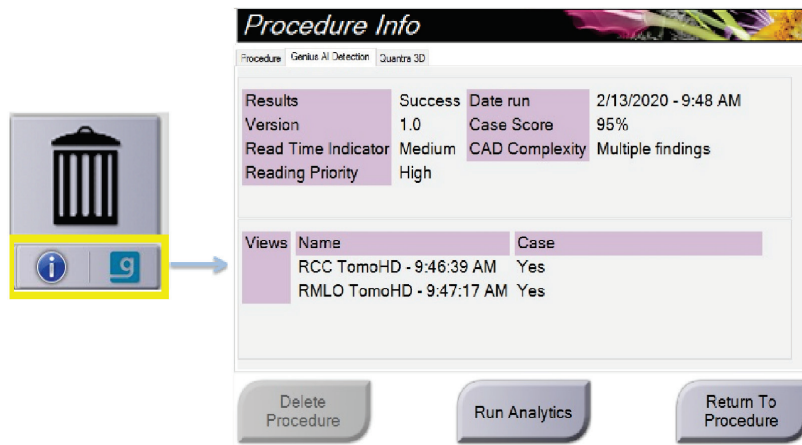 Procedure Info
Procedure Genius AI Detection Quantra 3D
Results Success Date run 2/13/2020 - 9:48 AM
Version 1.0 Case Score 95%
Read Time Indicator Medium CAD Complexity Multiple findings
Reading Priority High
Views Name Case
RCC TomoHD - 9:46:39 AM Yes
RMLO TomoHD - 9:47:17 AM Yes
i g
Delete
Procedure
Run Analytics
Return To
Procedure